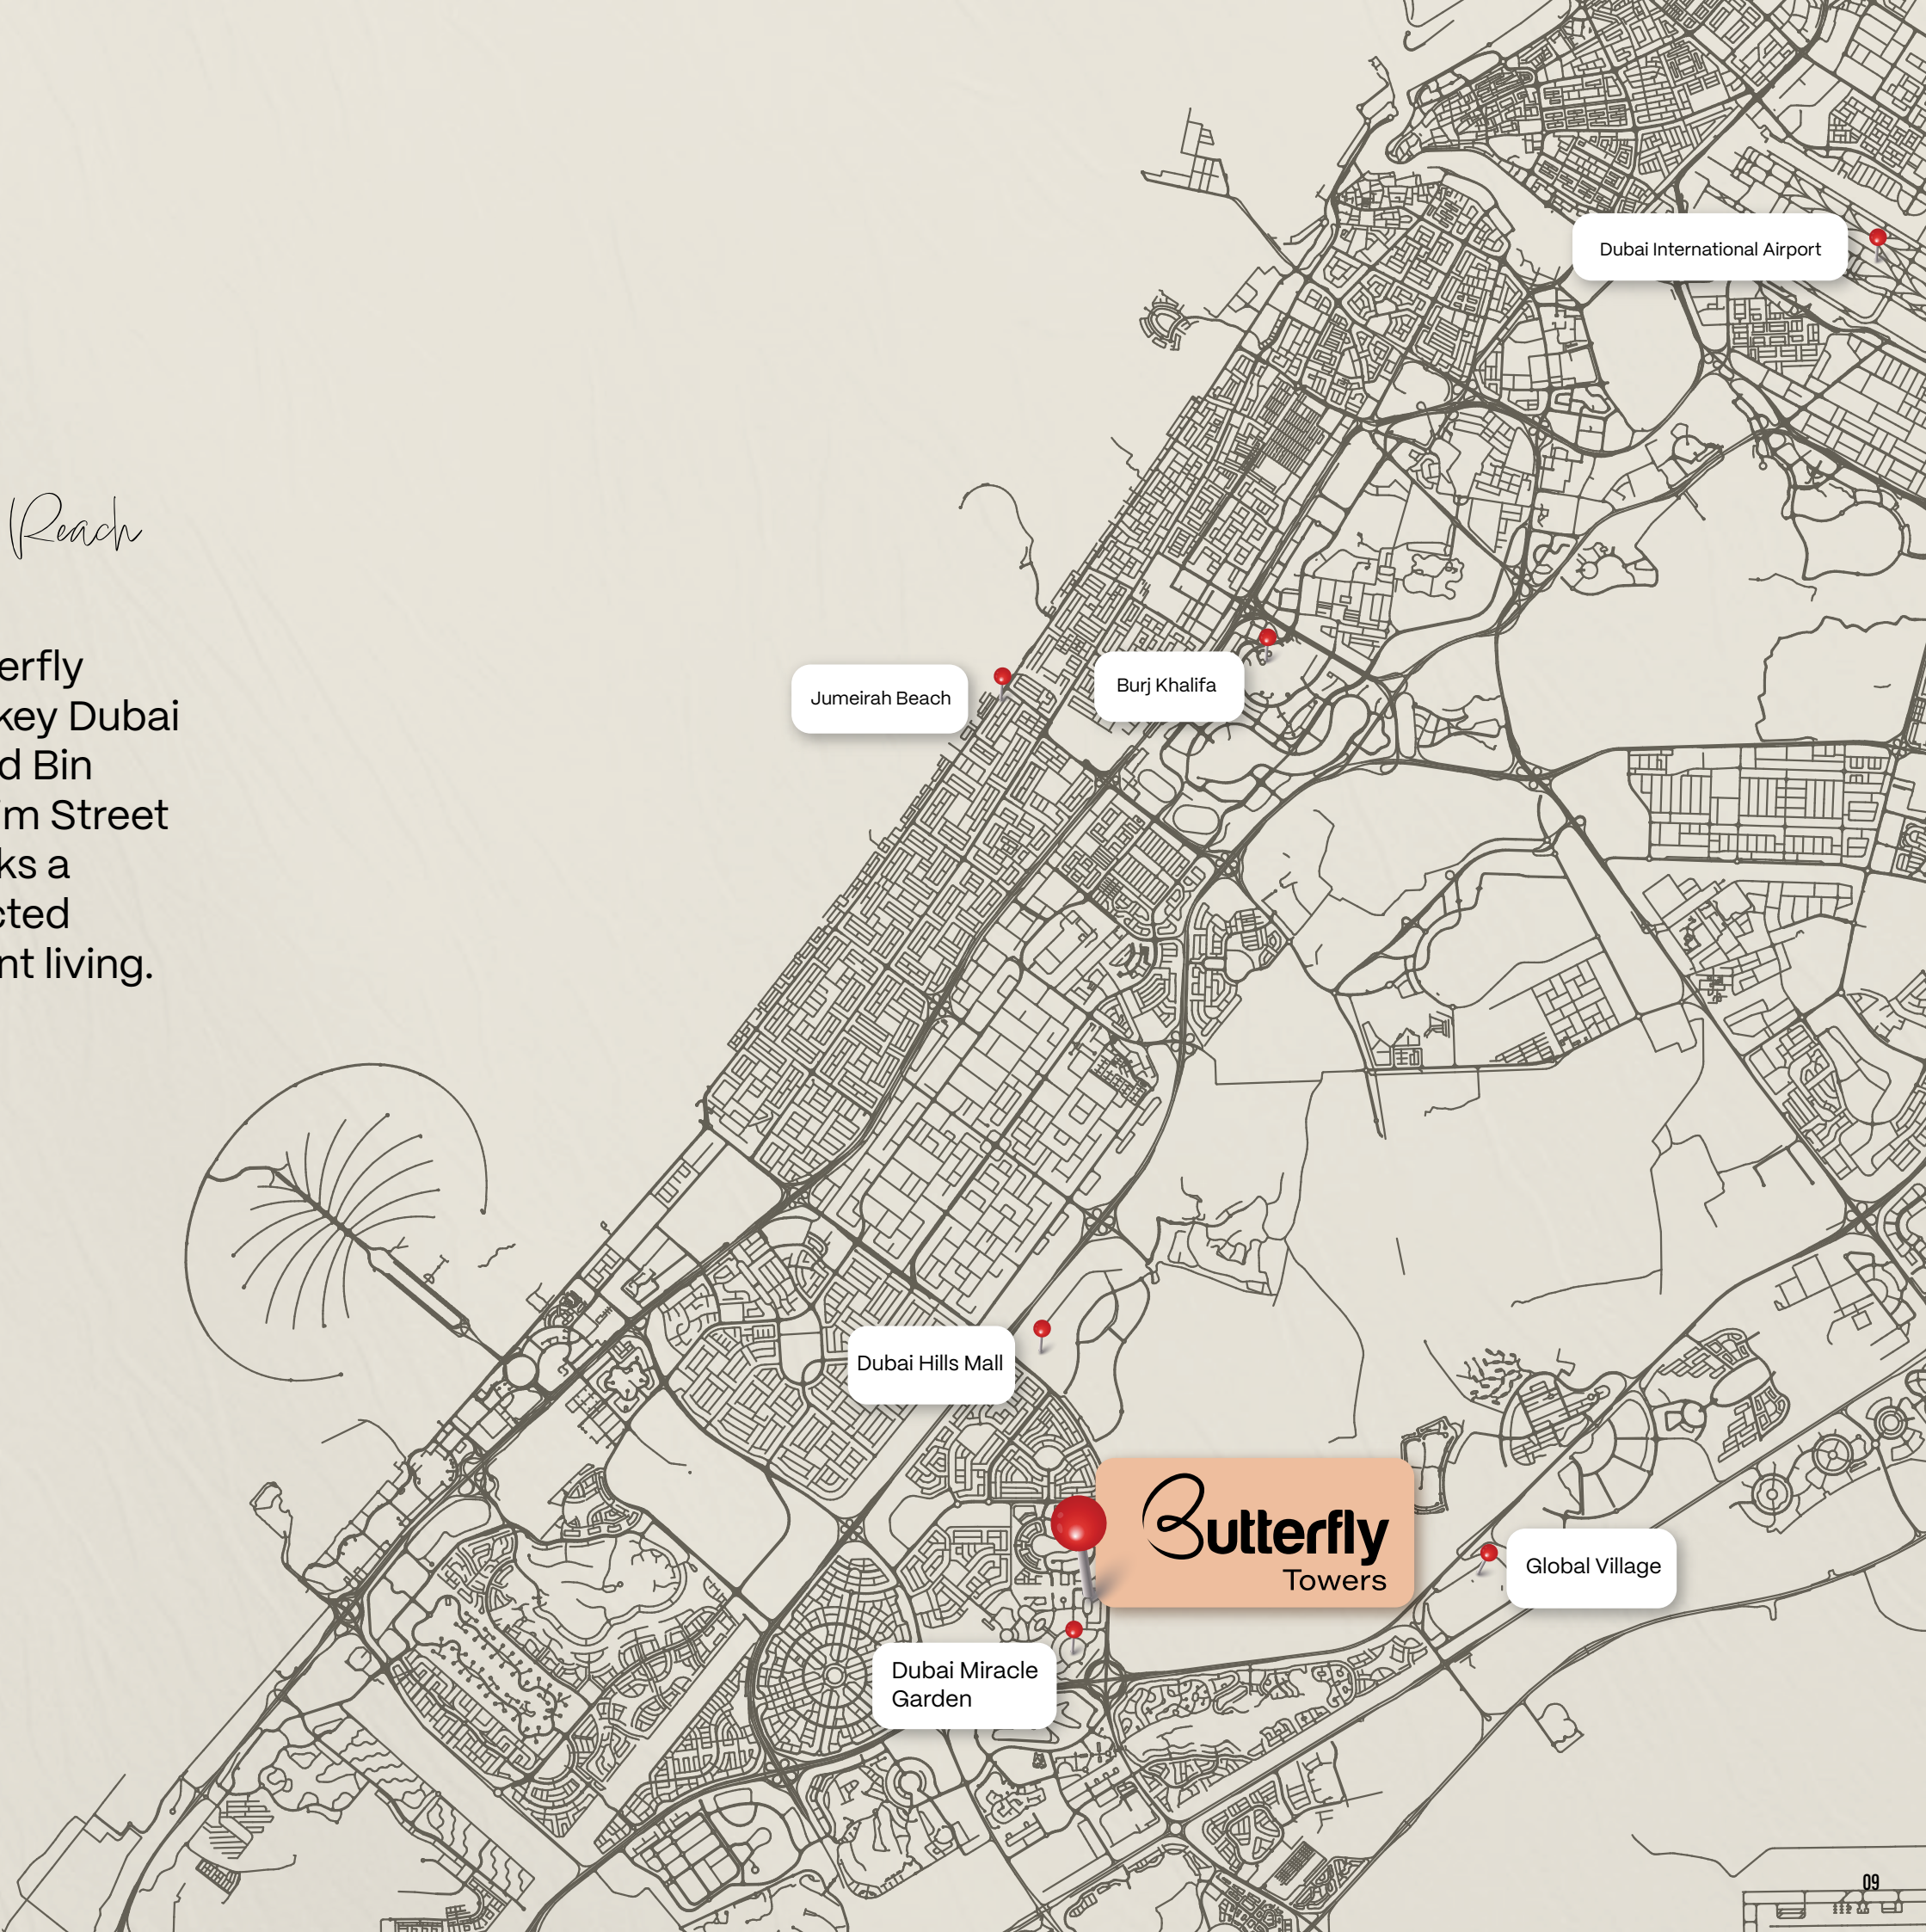 Reach
erfly
key Dubai
d Bin
im Street
ks a
cted
nt living.
Dubai International Airport
Burj Khalifa
Jumeirah Beach
Dubai Hills Mall
Butterfly
Towers
Global Village
Dubai Miracle
Garden
09